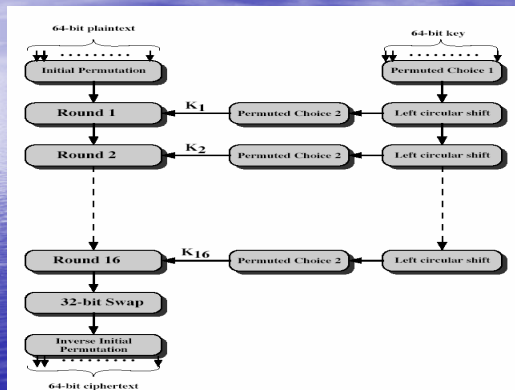 64-bit plaintext
64-bit key
Initial Permutation
Permuted Choice 1
Round 1
K1
Permuted Choice 2
Left circular shift
Round 2
K2
Permuted Choice 2
Left circular shift
Round 16
K16
Permuted Choice 2
Left circular shift
32-bit Swap
Inverse Initial
Permutation
64-bit ciphertext